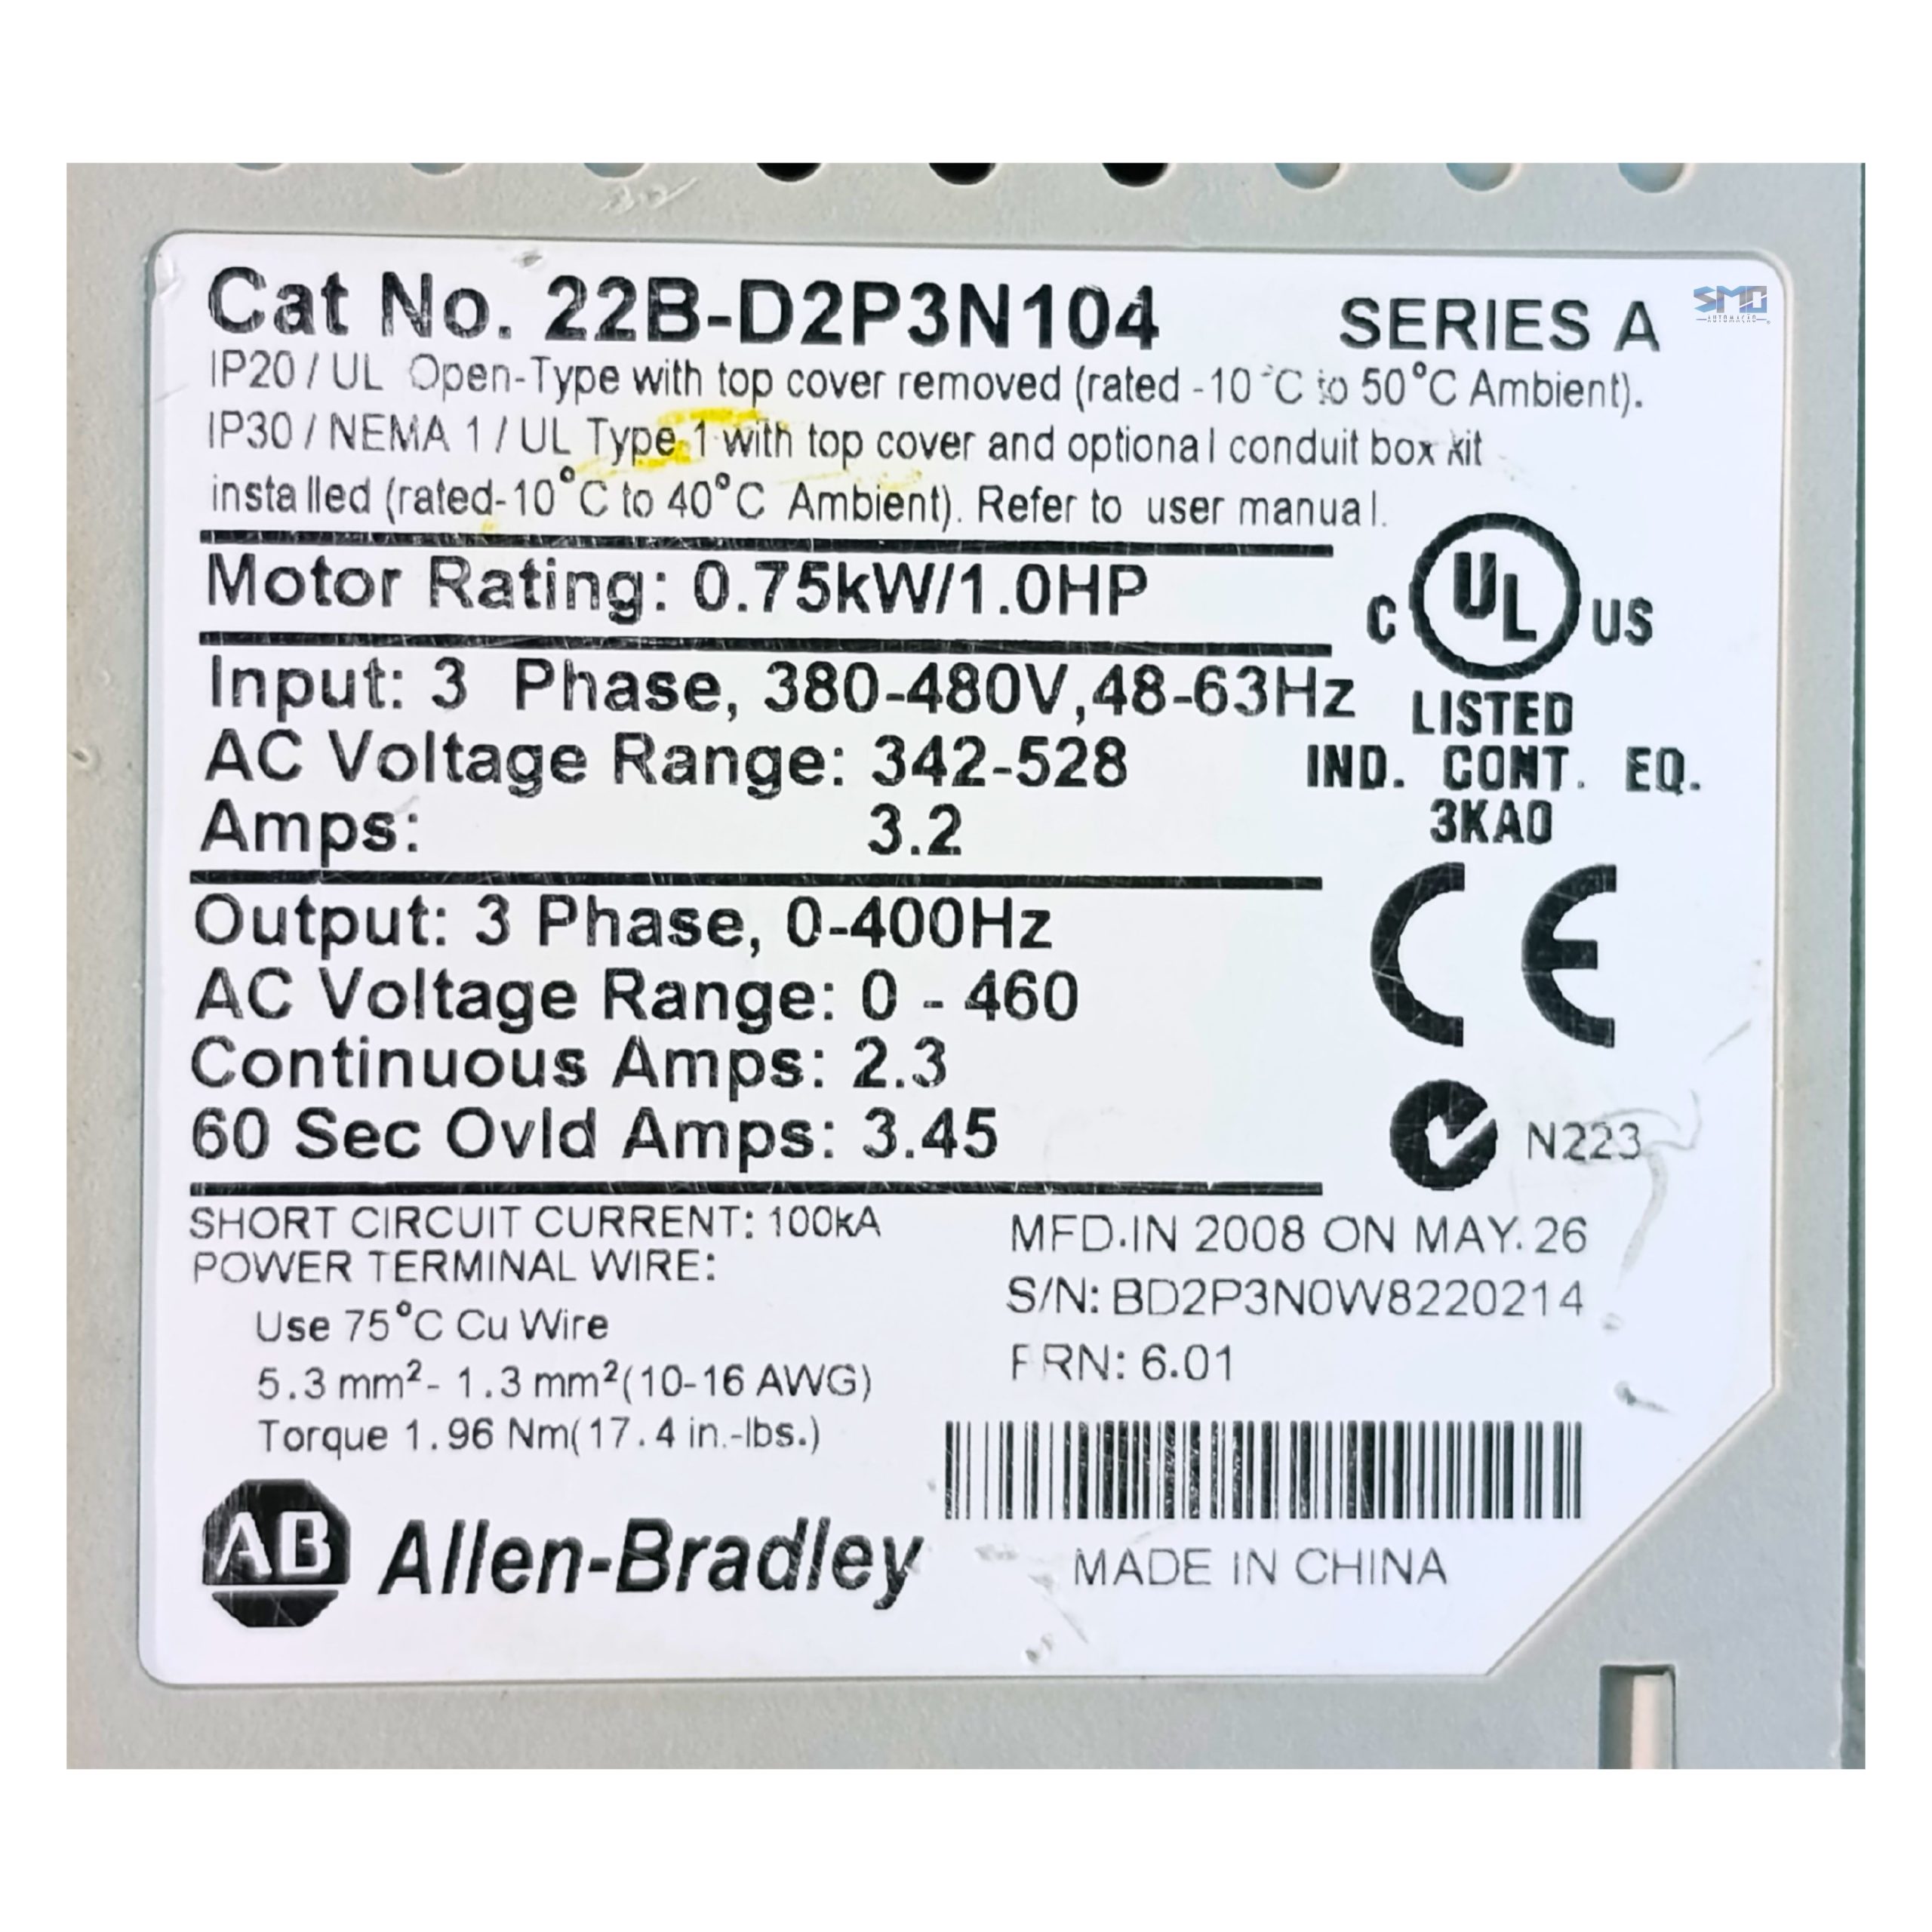 Cat No. 22B-D2P3N104 SERIES A
SMO
IP20 / UL Open-Type with top cover removed (rated -10°C to 50°C Ambient).
IP30 / NEMA 1 / UL Type 1 with top cover and optional conduit box kit
installed (rated-10°C to 40°C Ambient). Refer to user manual.
Motor Rating: 0.75kW/1.0HP
C UL US
Input: 3 Phase, 380-480V,48-63Hz
LISTED
AC Voltage Range: 342-528
IND. CONT. EQ.
Amps: 3.2
3KA0
CE
Output: 3 Phase, 0-400Hz
AC Voltage Range: 0 - 460
Continuous Amps: 2.3
60 Sec Ovld Amps: 3.45
N223
SHORT CIRCUIT CURRENT: 100kA
POWER TERMINAL WIRE:
Use 75°C Cu Wire
5.3 mm²- 1.3 mm²(10-16 AWG)
Torque 1.96 Nm(17.4 in.-lbs.)
MFD.IN 2008 ON MAY. 26
S/N: BD2P3N0W8220214
FRN: 6.01
AB Allen-Bradley
MADE IN CHINA